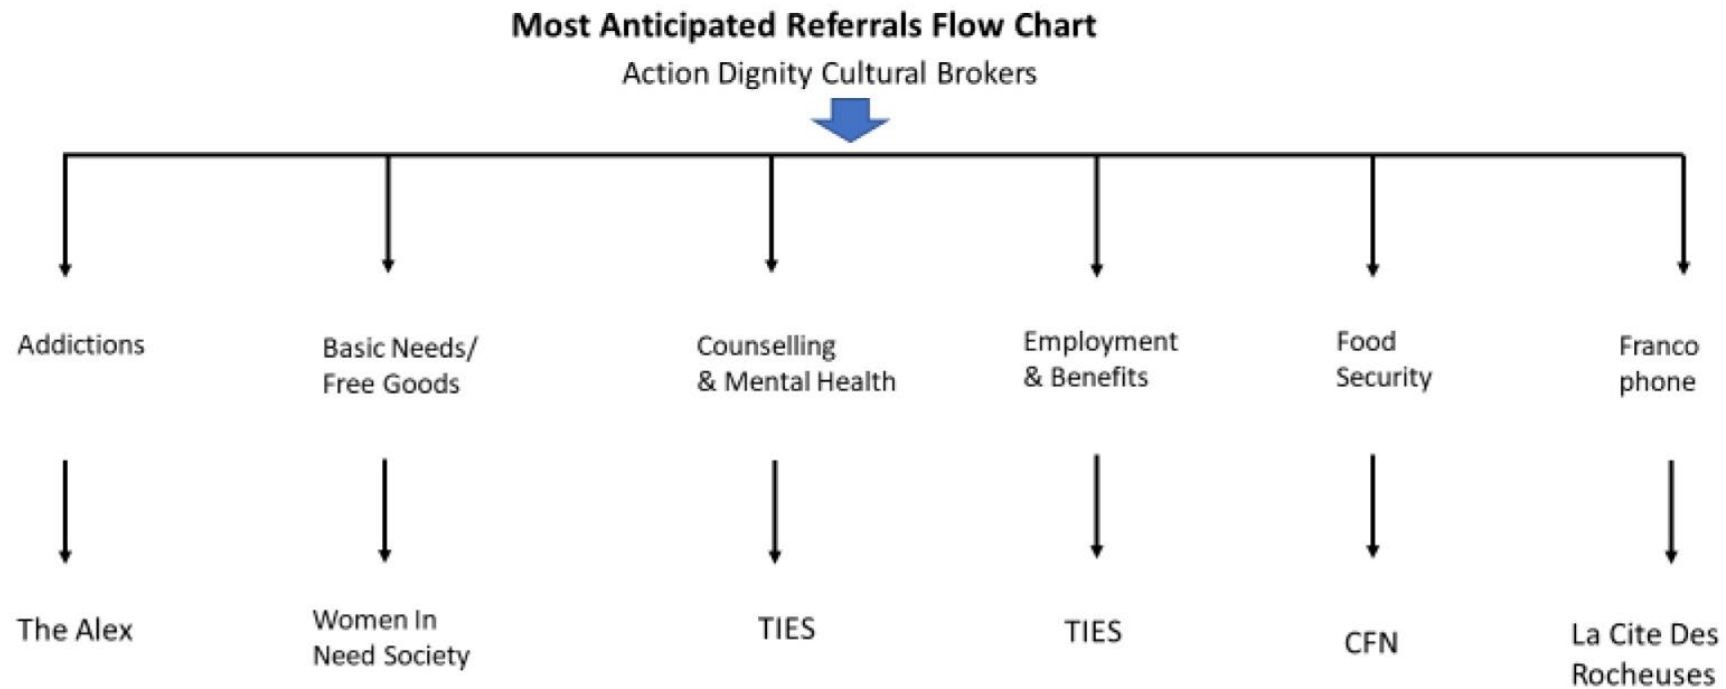 Most Anticipated Referrals Flow Chart
Action Dignity Cultural Brokers
Addictions
Basic Needs/
Free Goods
Counselling
& Mental Health
Employment
& Benefits
Food
Security
Franco
phone
The Alex
Women In
Need Society
TIES
TIES
CFN
La Cite Des
Rocheuses